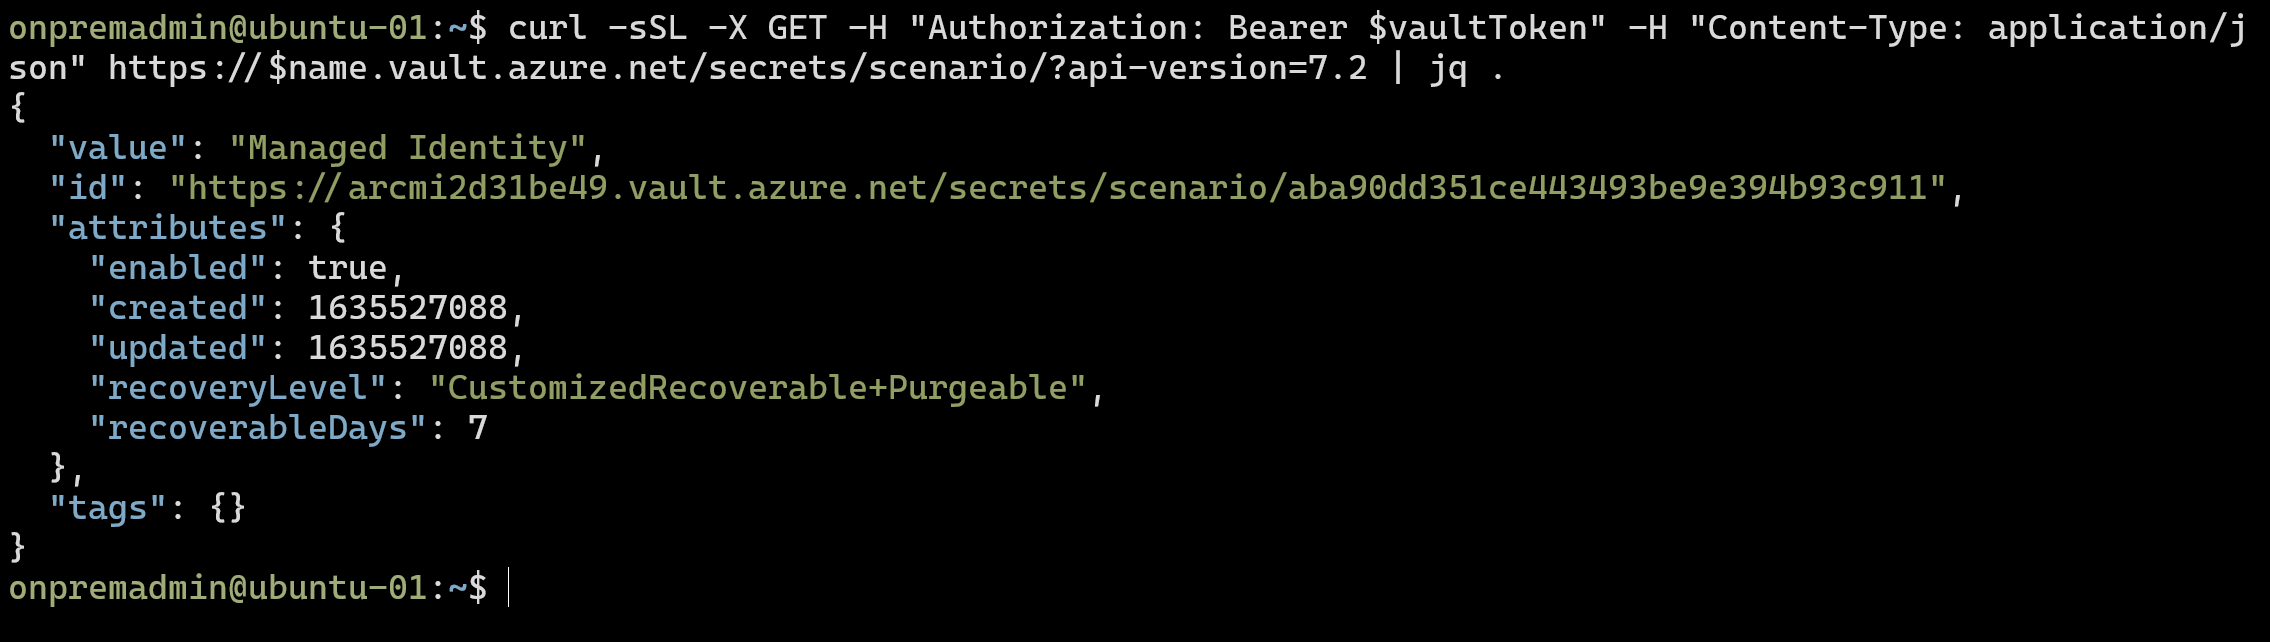 onpremadmin@ubuntu-01:~$ curl -sSL -X GET -H "Authorization: Bearer $vaultToken" -H "Content-Type: application/j
son" https://$name.vault.azure.net/secrets/scenario/?api-version=7.2 | jq .
{
  "value": "Managed Identity",
  "id": "https://arcmi2d31be49.vault.azure.net/secrets/scenario/aba90dd351ce443493be9e394b93c911",
  "attributes": {
    "enabled": true,
    "created": 1635527088,
    "updated": 1635527088,
    "recoveryLevel": "CustomizedRecoverable+Purgeable",
    "recoverableDays": 7
  },
  "tags": {}
}
onpremadmin@ubuntu-01:~$